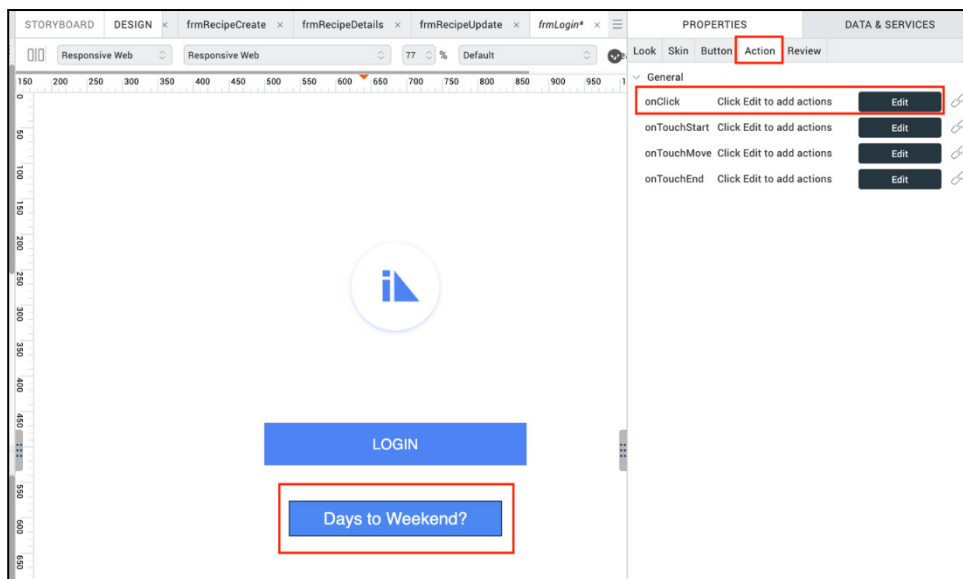 STORYBOARD DESIGN × frmRecipeCreate × frmRecipeDetails × frmRecipeUpdate × frmLogin* ×
PROPERTIES DATA & SERVICES
Responsive Web Responsive Web 77 % Default
Look Skin Button Action Review
150 200 250 300 350 400 450 500 550 600 650 700 750 800 850 900 950
General
onClick Click Edit to add actions Edit
onTouchStart Click Edit to add actions Edit
onTouchMove Click Edit to add actions Edit
onTouchEnd Click Edit to add actions Edit
0
50
100
150
200
250
300
350
400
450
550
600
650
LOGIN
Days to Weekend?